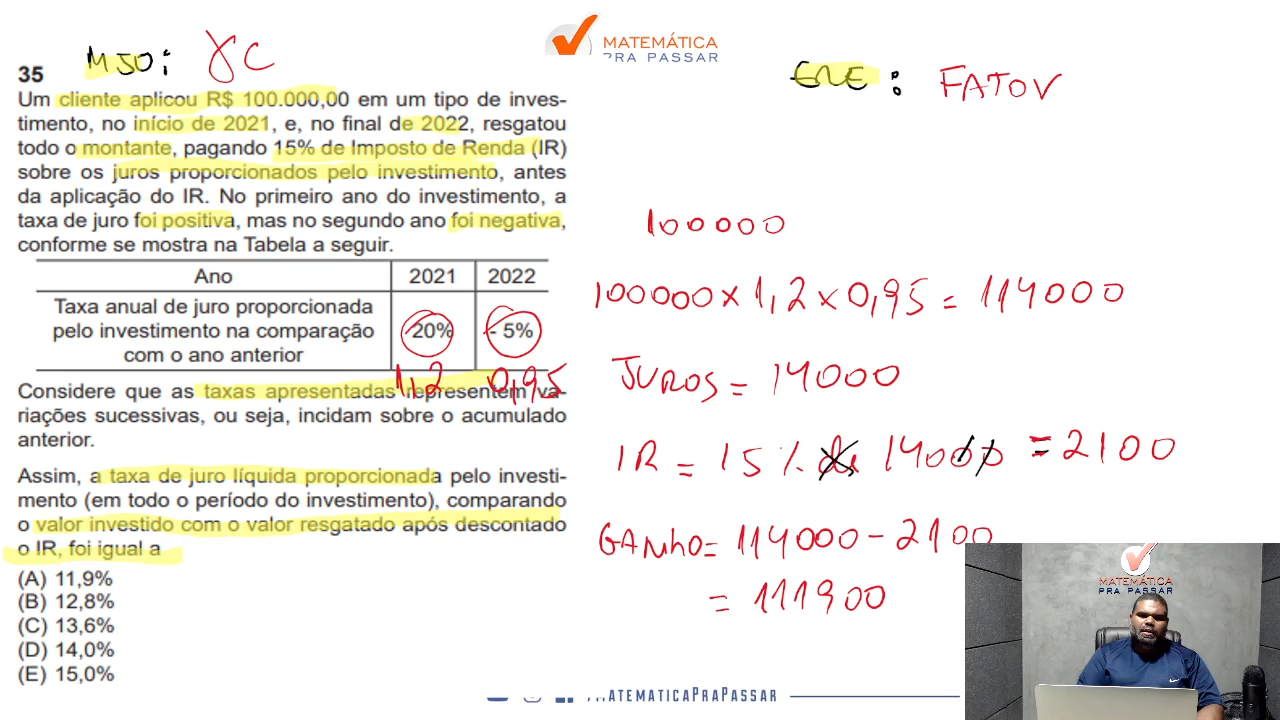 MJO: JC
MATEMÁTICA
PRA PASSAR
ENE : FATOV
35
Um cliente aplicou R$ 100.000,00 em um tipo de inves-
timento, no início de 2021, e, no final de 2022, resgatou
todo o montante, pagando 15% de Imposto de Renda (IR)
sobre os juros proporcionados pelo investimento, antes
da aplicação do IR. No primeiro ano do investimento, a
taxa de juro foi positiva, mas no segundo ano foi negativa,
conforme se mostra na Tabela a seguir.
Ano 2021 2022
Taxa anual de juro proporcionada
pelo investimento na comparação 20% - 5%
com o ano anterior
1,2 0,95
Considere que as taxas apresentadas representem va-
riações sucessivas, ou seja, incidam sobre o acumulado
anterior.
Assim, a taxa de juro líquida proporcionada pelo investi-
mento (em todo o período do investimento), comparando
o valor investido com o valor resgatado após descontado
o IR, foi igual a
(A) 11,9%
(B) 12,8%
(C) 13,6%
(D) 14,0%
(E) 15,0%
100000
100000 x 1,2 x 0,95 = 114000
JUROS = 14000
IR = 15 % de 14000 = 2100
GANHO = 114000 - 2100
= 111900
MATEMÁTICA
PRA PASSAR
/MATEMATICAPRAPASSAR